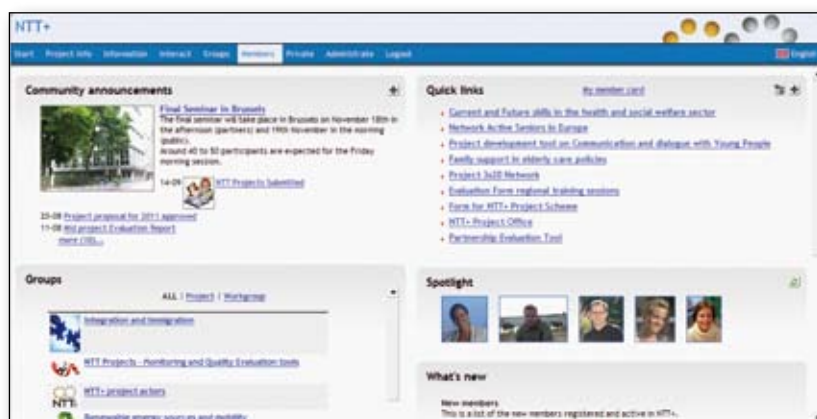 NTT+
Start Project Info Information Interact Groups Members Private Administrate Logout
English
Community announcements
Final Seminar in Brussels
The final seminar will take place in Brussels on November 18th in
the afternoon (partners) and 19th November in the morning
(public).
Around 40 to 50 participants are expected for the Friday
morning session.
14-09 NTT Projects Submitted
25-08 Project proposal for 2011 approved
11-08 Mid project Evaluation Report
more (10)...
Quick links
My member card
Current and Future skills in the health and social welfare sector
Network Active Seniors in Europe
Project development tool on Communication and dialogue with Young People
Family support in elderly care policies
Project 3x20 Network
Evaluation Form regional training sessions
Form for NTT+ Project Scheme
NTT+ Project Office
Partnership Evaluation Tool
Groups
ALL | Project | Workgroup
Integration and Immigration
NTT Projects - Monitoring and Quality Evaluation tools
NTT+ project actors
NTT
Renewable energy sources and mobility
Spotlight
What's new
New members
This is a list of the new members registered and active in NTT+.